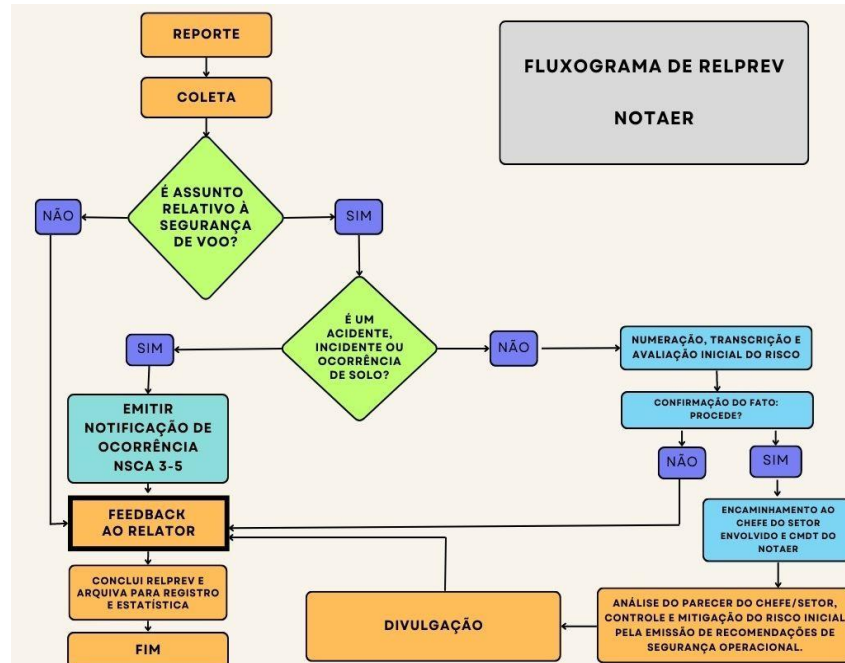 REPORTE
FLUXOGRAMA DE RELPREV
NOTAER
COLETA
É ASSUNTO
RELATIVO À
SEGURANÇA
DE VOO?
NÃO
SIM
É UM
ACIDENTE,
INCIDENTE OU
OCORRÊNCIA
DE SOLO?
SIM
NÃO
NUMERAÇÃO, TRANSCRIÇÃO E
AVALIAÇÃO INICIAL DO RISCO
EMITIR
NOTIFICAÇÃO DE
OCORRÊNCIA
NSCA 3-5
CONFIRMAÇÃO DO FATO:
PROCEDE?
NÃO
SIM
FEEDBACK
AO RELATOR
ENCAMINHAMENTO AO
CHEFE DO SETOR
ENVOLVIDO E CMDT DO
NOTAER
CONCLUI RELPREV E
ARQUIVA PARA REGISTRO
E ESTATÍSTICA
DIVULGAÇÃO
ANÁLISE DO PARECER DO CHEFE/SETOR,
CONTROLE E MITIGAÇÃO DO RISCO INICIAL
PELA EMISSÃO DE RECOMENDAÇÕES DE
SEGURANÇA OPERACIONAL.
FIM